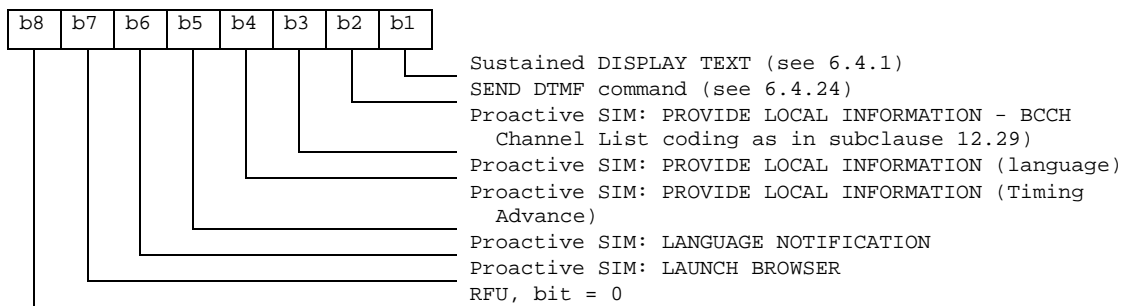 b8 b7 b6 b5 b4 b3 b2 b1
Sustained DISPLAY TEXT (see 6.4.1)
SEND DTMF command (see 6.4.24)
Proactive SIM: PROVIDE LOCAL INFORMATION - BCCH
Channel List coding as in subclause 12.29)
Proactive SIM: PROVIDE LOCAL INFORMATION (language)
Proactive SIM: PROVIDE LOCAL INFORMATION (Timing
Advance)
Proactive SIM: LANGUAGE NOTIFICATION
Proactive SIM: LAUNCH BROWSER
RFU, bit = 0